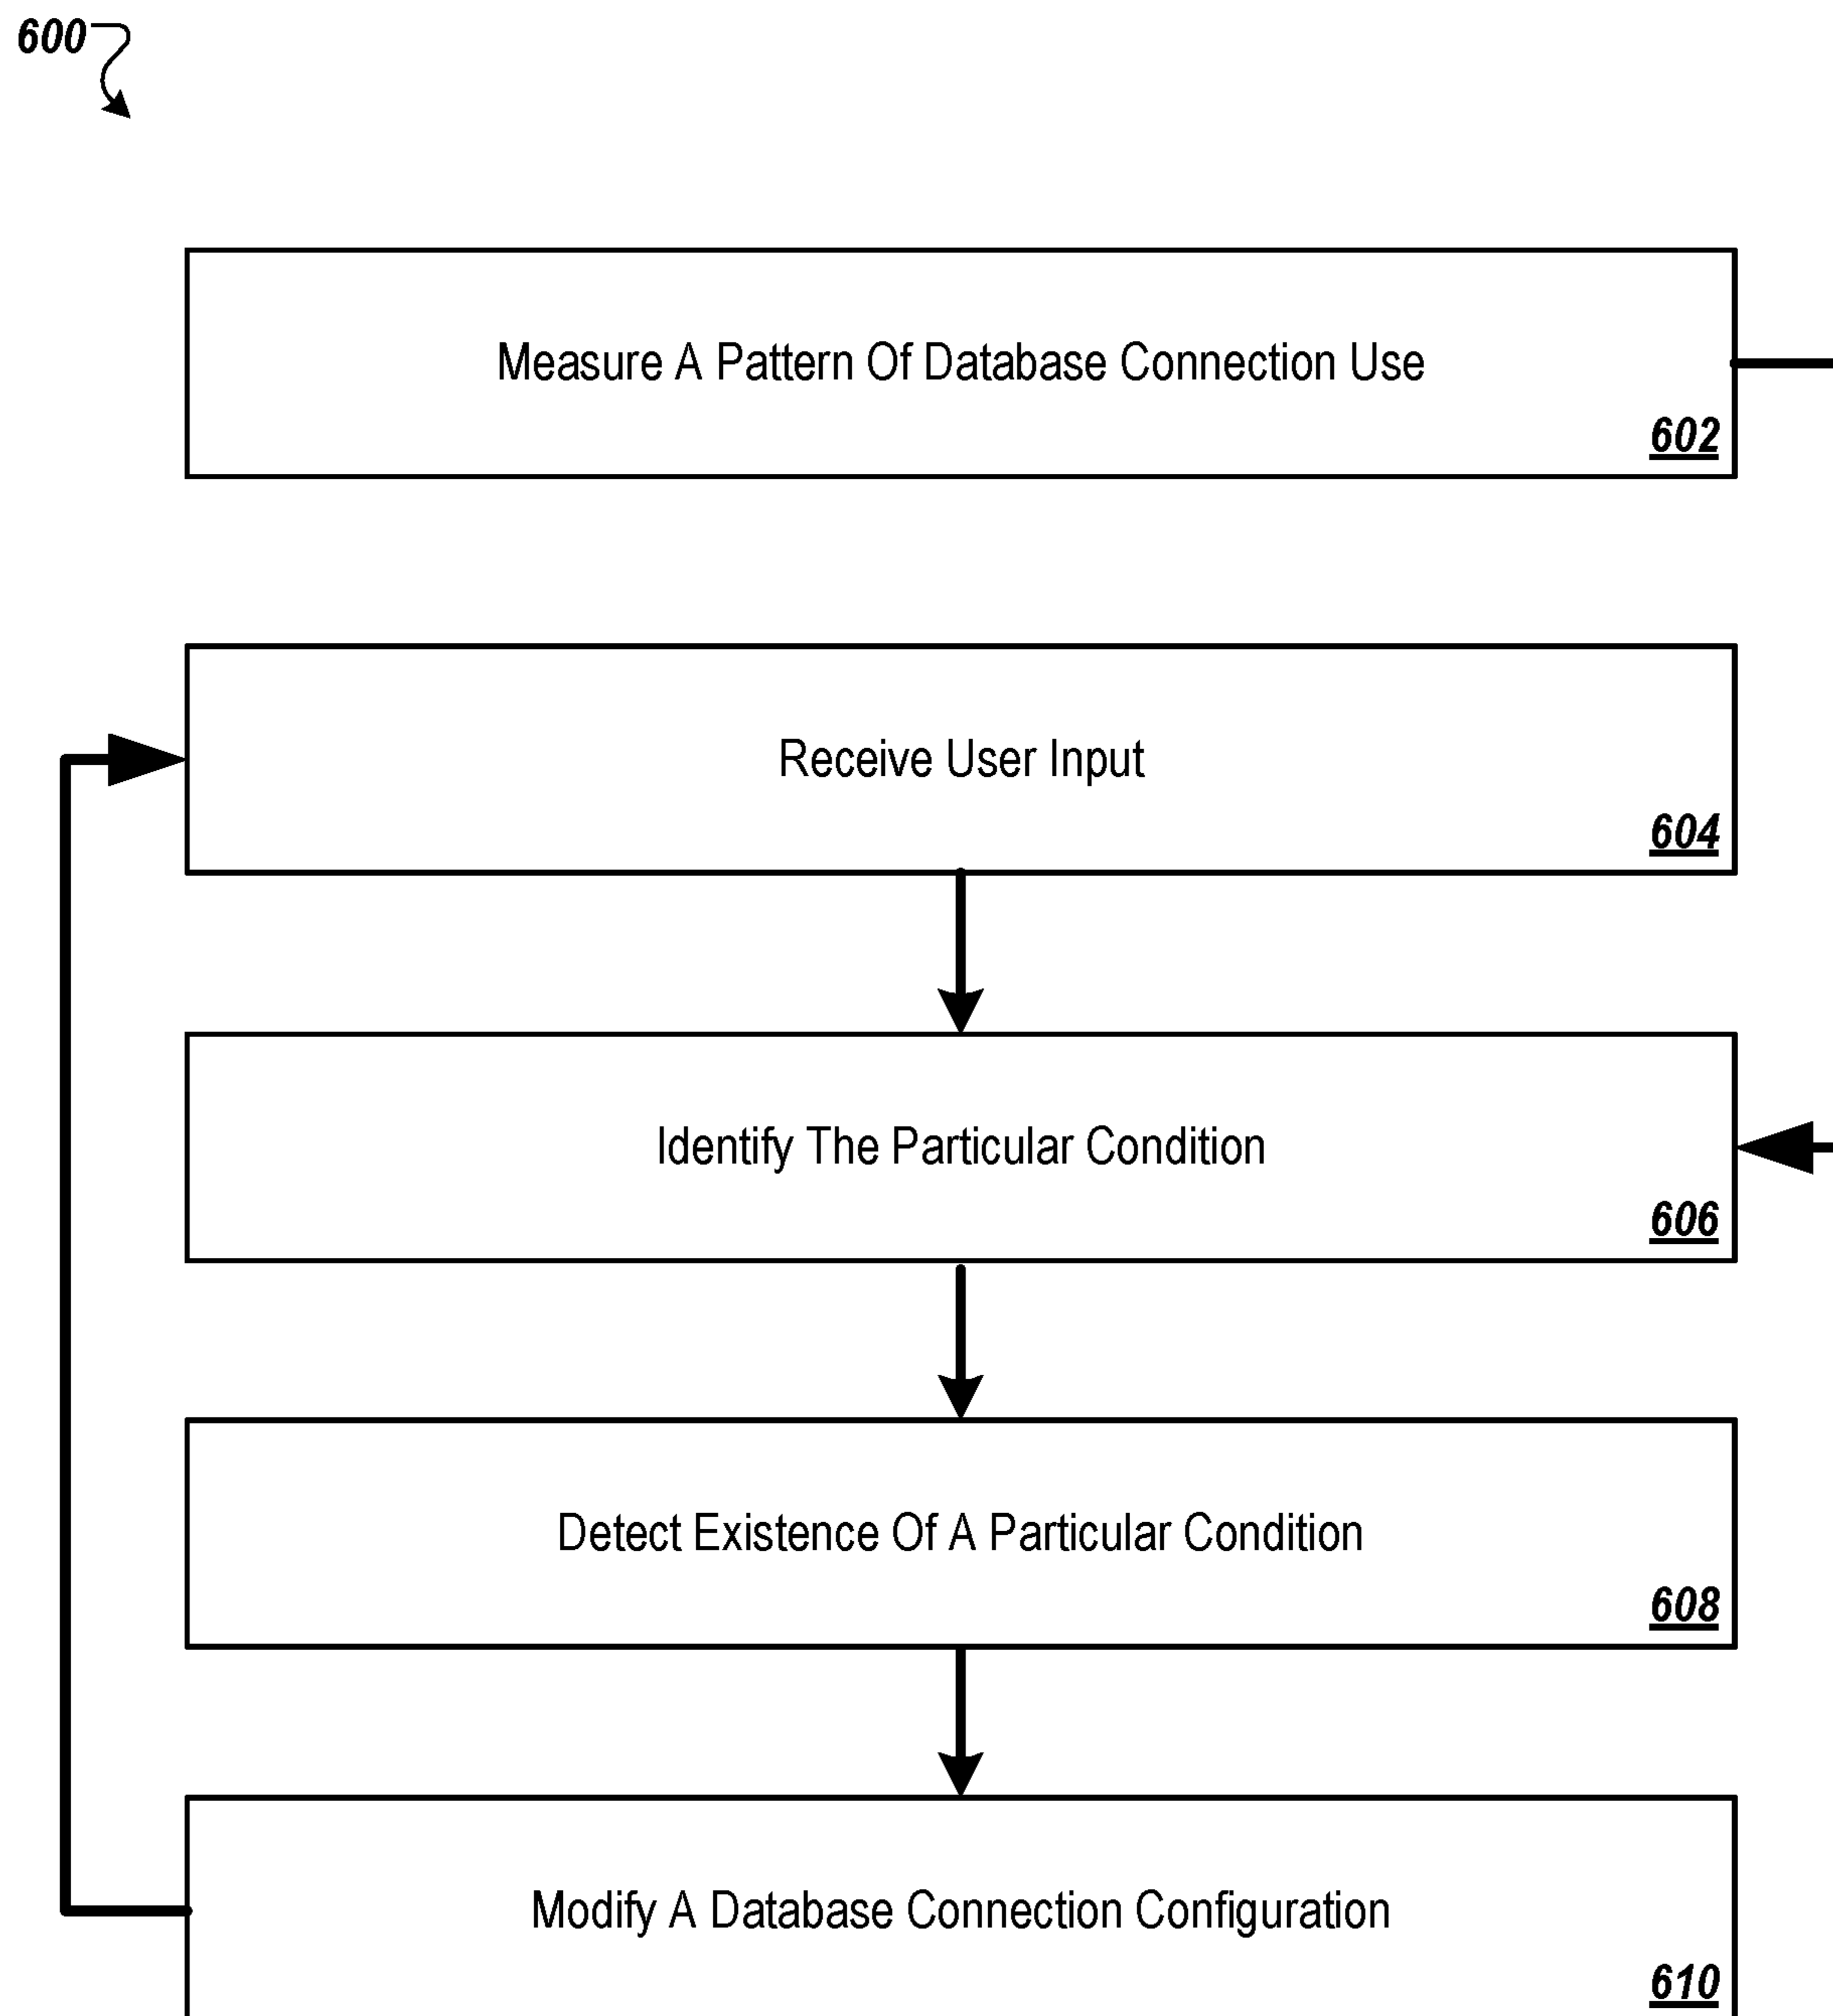 600
Measure A Pattern Of Database Connection Use
602
Receive User Input
604
Identify The Particular Condition
606
Detect Existence Of A Particular Condition
608
Modify A Database Connection Configuration
610